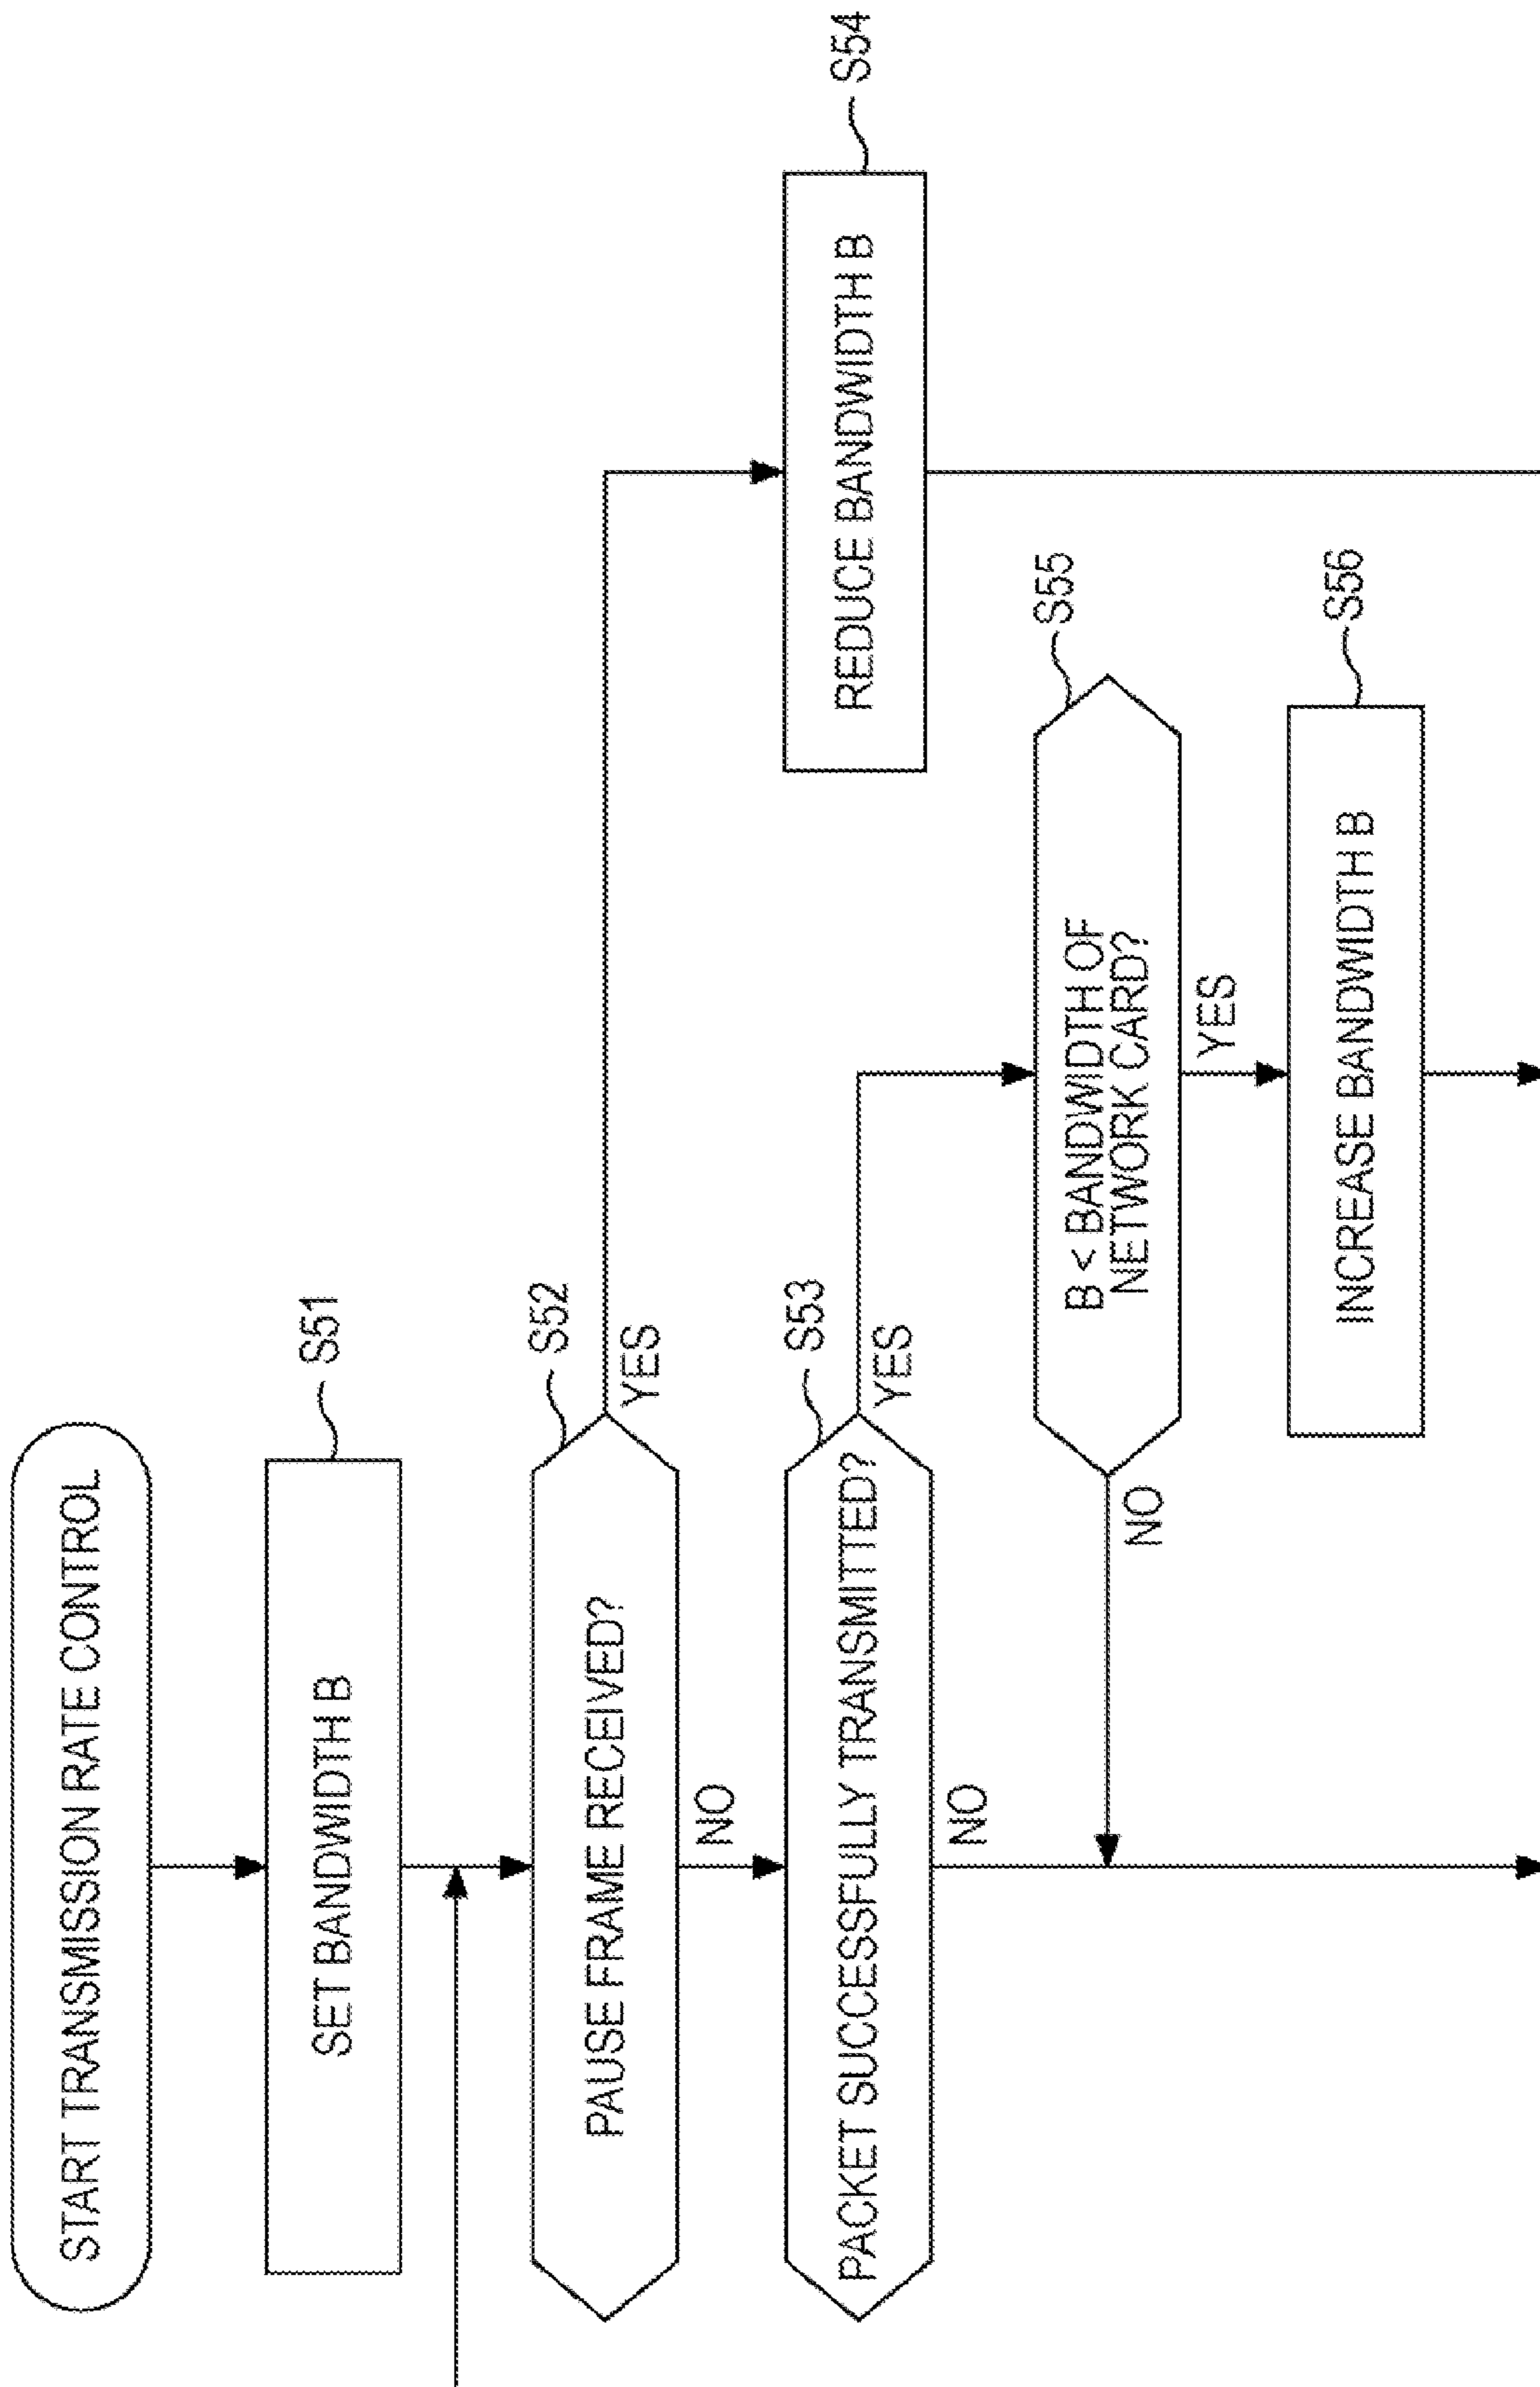 START TRANSMISSION RATE CONTROL
SET BANDWIDTH B
S51
PAUSE FRAME RECEIVED?
S52
YES
NO
PACKET SUCCESSFULLY TRANSMITTED?
S53
YES
NO
REDUCE BANDWIDTH B
S54
B < BANDWIDTH OF
NETWORK CARD?
S55
NO
YES
INCREASE BANDWIDTH B
S56